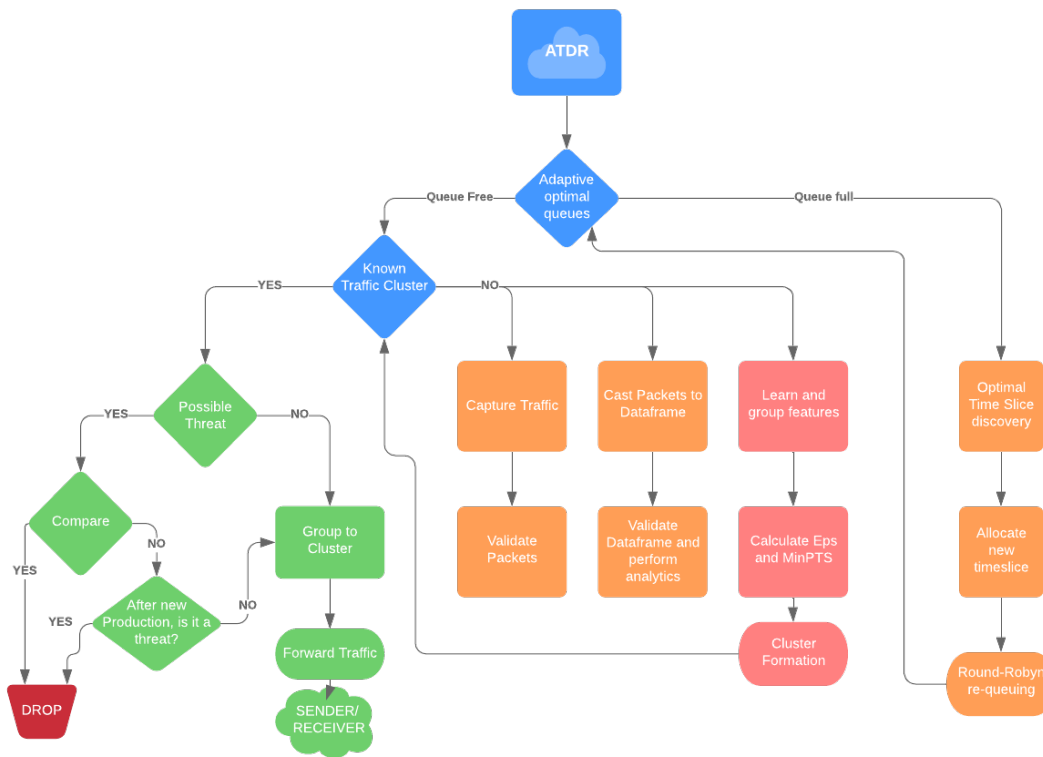 ATDR
Adaptive
optimal
queues
Queue Free
Queue full
Known
Traffic Cluster
YES
NO
Possible
Threat
YES
NO
Capture Traffic
Cast Packets to
Dataframe
Learn and
group features
Optimal
Time Slice
discovery
Compare
Group to
Cluster
Validate
Packets
Validate
Dataframe and
perform
analytics
Calculate Eps
and MinPTS
Allocate
new
timeslice
YES
NO
After new
Production, is it a
threat?
YES
NO
Forward Traffic
Cluster
Formation
Round-Robyn
re-queuing
DROP
SENDER/
RECEIVER